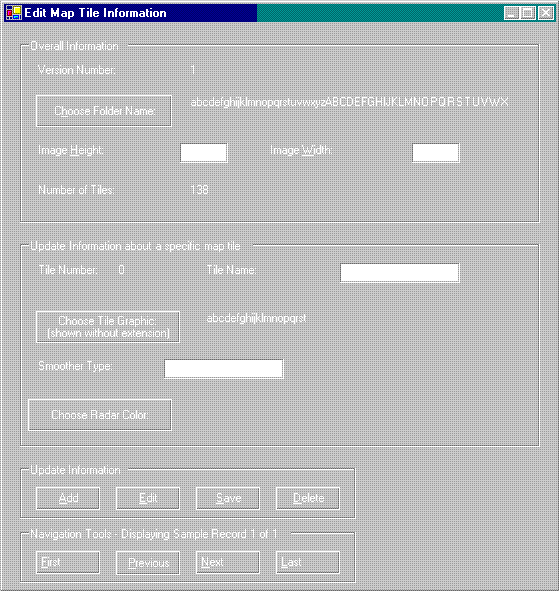 Edit Map Tile Information
Overall Information
Version Number: 1
Choose Folder Name: abcdefghijklmnopqrstuvwxyzABCDEFGHIJKLMNOPQRSTUVWX
Image Height: Image Width:
Number of Tiles: 138
Update Information about a specific map tile
Tile Number: 0 Tile Name:
Choose Tile Graphic: abcdefghijklmnopqrst
(shown without extension)
Smoother Type:
Choose Radar Color:
Update Information
Add Edit Save Delete
Navigation Tools - Displaying Sample Record 1 of 1
First Previous Next Last